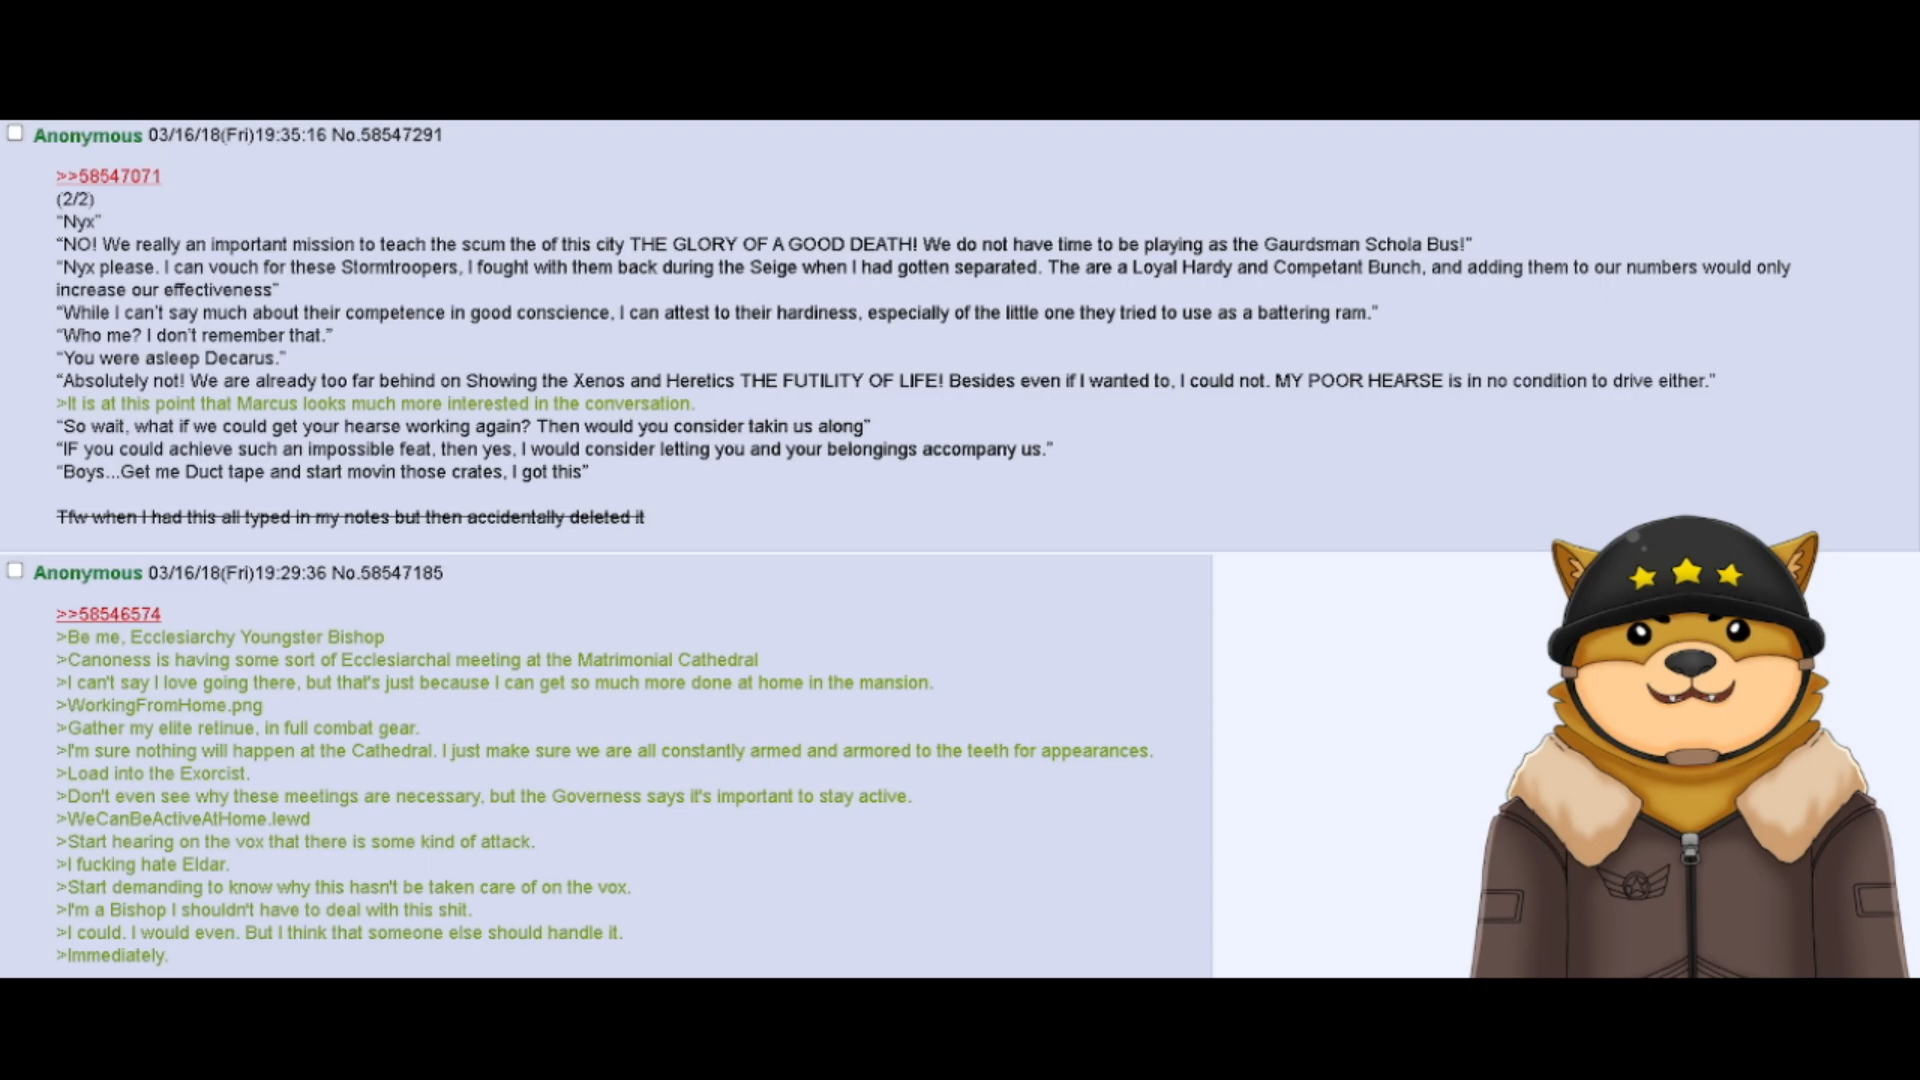 Anonymous 03/16/18(Fri)19:35:16 No.58547291
>>58547071
(2/2)
“Nyx”
“NO! We really an important mission to teach the scum the of this city THE GLORY OF A GOOD DEATH! We do not have time to be playing as the Gaurdsman Schola Bus!”
“Nyx please. I can vouch for these Stormtroopers, I fought with them back during the Seige when I had gotten separated. The are a Loyal Hardy and Competant Bunch, and adding them to our numbers would only
increase our effectiveness”
“While I can’t say much about their competence in good conscience, I can attest to their hardiness, especially of the little one they tried to use as a battering ram.”
“Who me? I don’t remember that.”
“You were asleep Decarus.”
“Absolutely not! We are already too far behind on Showing the Xenos and Heretics THE FUTILITY OF LIFE! Besides even if I wanted to, I could not. MY POOR HEARSE is in no condition to drive either.”
>It is at this point that Marcus looks much more interested in the conversation.
“So wait, what if we could get your hearse working again? Then would you consider takin us along”
“IF you could achieve such an impossible feat, then yes, I would consider letting you and your belongings accompany us.”
“Boys...Get me Duct tape and start movin those crates, I got this”
Tfw when I had this all typed in my notes but then accidentally deleted it
Anonymous 03/16/18(Fri)19:29:36 No.58547185
>>58546574
>Be me, Ecclesiarchy Youngster Bishop
>Canoness is having some sort of Ecclesiarchal meeting at the Matrimonial Cathedral
>I can't say I love going there, but that's just because I can get so much more done at home in the mansion.
>WorkingFromHome.png
>Gather my elite retinue, in full combat gear.
>I'm sure nothing will happen at the Cathedral. I just make sure we are all constantly armed and armored to the teeth for appearances.
>Load into the Exorcist.
>Don't even see why these meetings are necessary, but the Governess says it's important to stay active.
>WeCanBeActiveAtHome.lewd
>Start hearing on the vox that there is some kind of attack.
>I fucking hate Eldar.
>Start demanding to know why this hasn't be taken care of on the vox.
>I'm a Bishop I shouldn't have to deal with this shit.
>I could. I would even. But I think that someone else should handle it.
>Immediately.